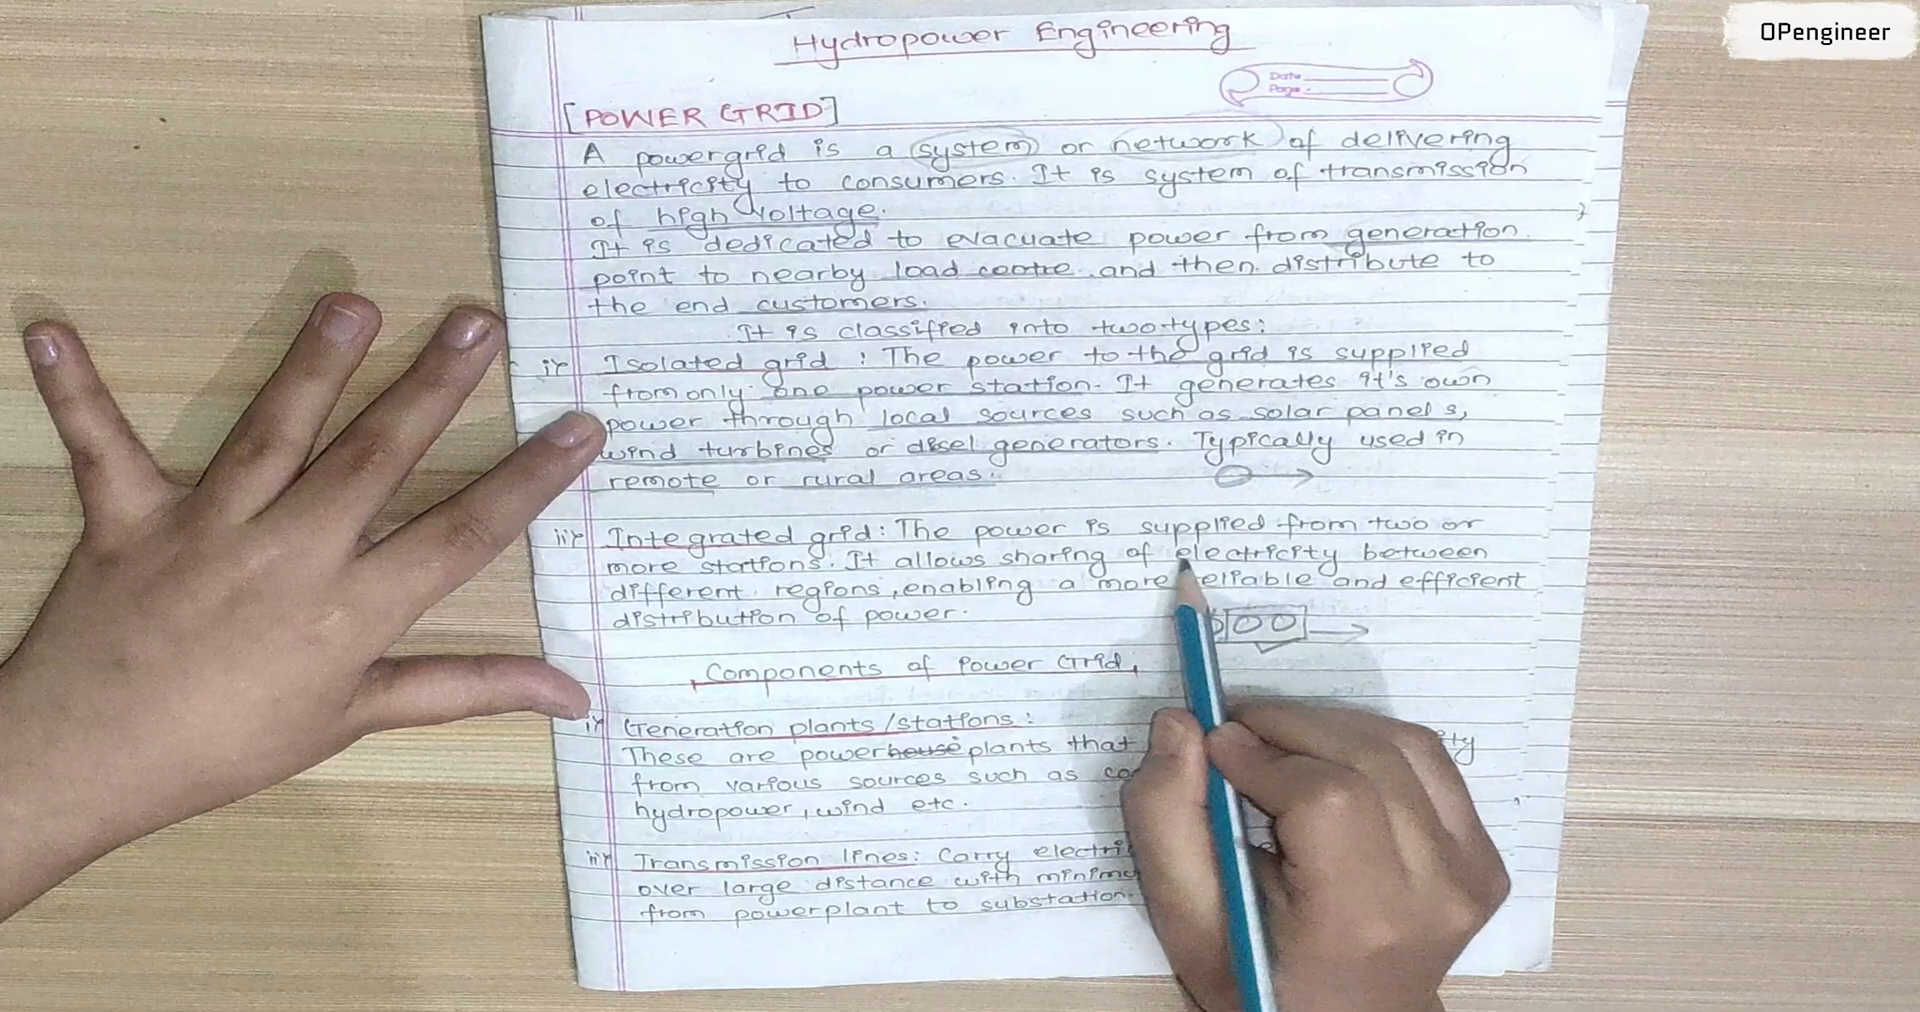 OPengineer
Hydropower Engineering
Date
Page
[POWER GRID]
A powergrid is a system or network of delivering
electricity to consumers. It is system of transmission
of high voltage.
It is dedicated to evacuate power from generation
point to nearby load centre and then distribute to
the end customers.
It is classified into two types:
i) Isolated grid : The power to the grid is supplied
from only one power station. It generates it's own
power through local sources such as solar panels,
wind turbines or disel generators. Typically used in
remote or rural areas.
ii) Integrated grid: The power is supplied from two or
more stations. It allows sharing of electricity between
different regions, enabling a more reliable and efficient
distribution of power.
Components of Power Grid
i) Generation plants/stations:
These are powerhouse plants that
from various sources such as
hydropower, wind etc.
ii) Transmission lines: Carry
over large distance with
from powerplant to substation.